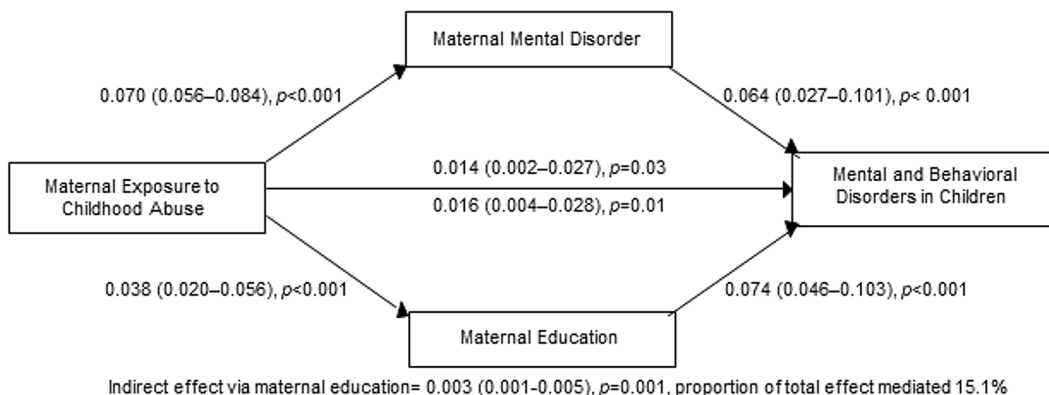 Maternal Mental Disorder
0.070 (0.056–0.084), p<0.001
0.064 (0.027–0.101), p< 0.001
Maternal Exposure to
Childhood Abuse
0.014 (0.002–0.027), p=0.03
0.016 (0.004–0.028), p=0.01
Mental and Behavioral
Disorders in Children
0.038 (0.020–0.056), p<0.001
0.074 (0.046–0.103), p<0.001
Maternal Education
Indirect effect via maternal education= 0.003 (0.001-0.005), p=0.001, proportion of total effect mediated 15.1%